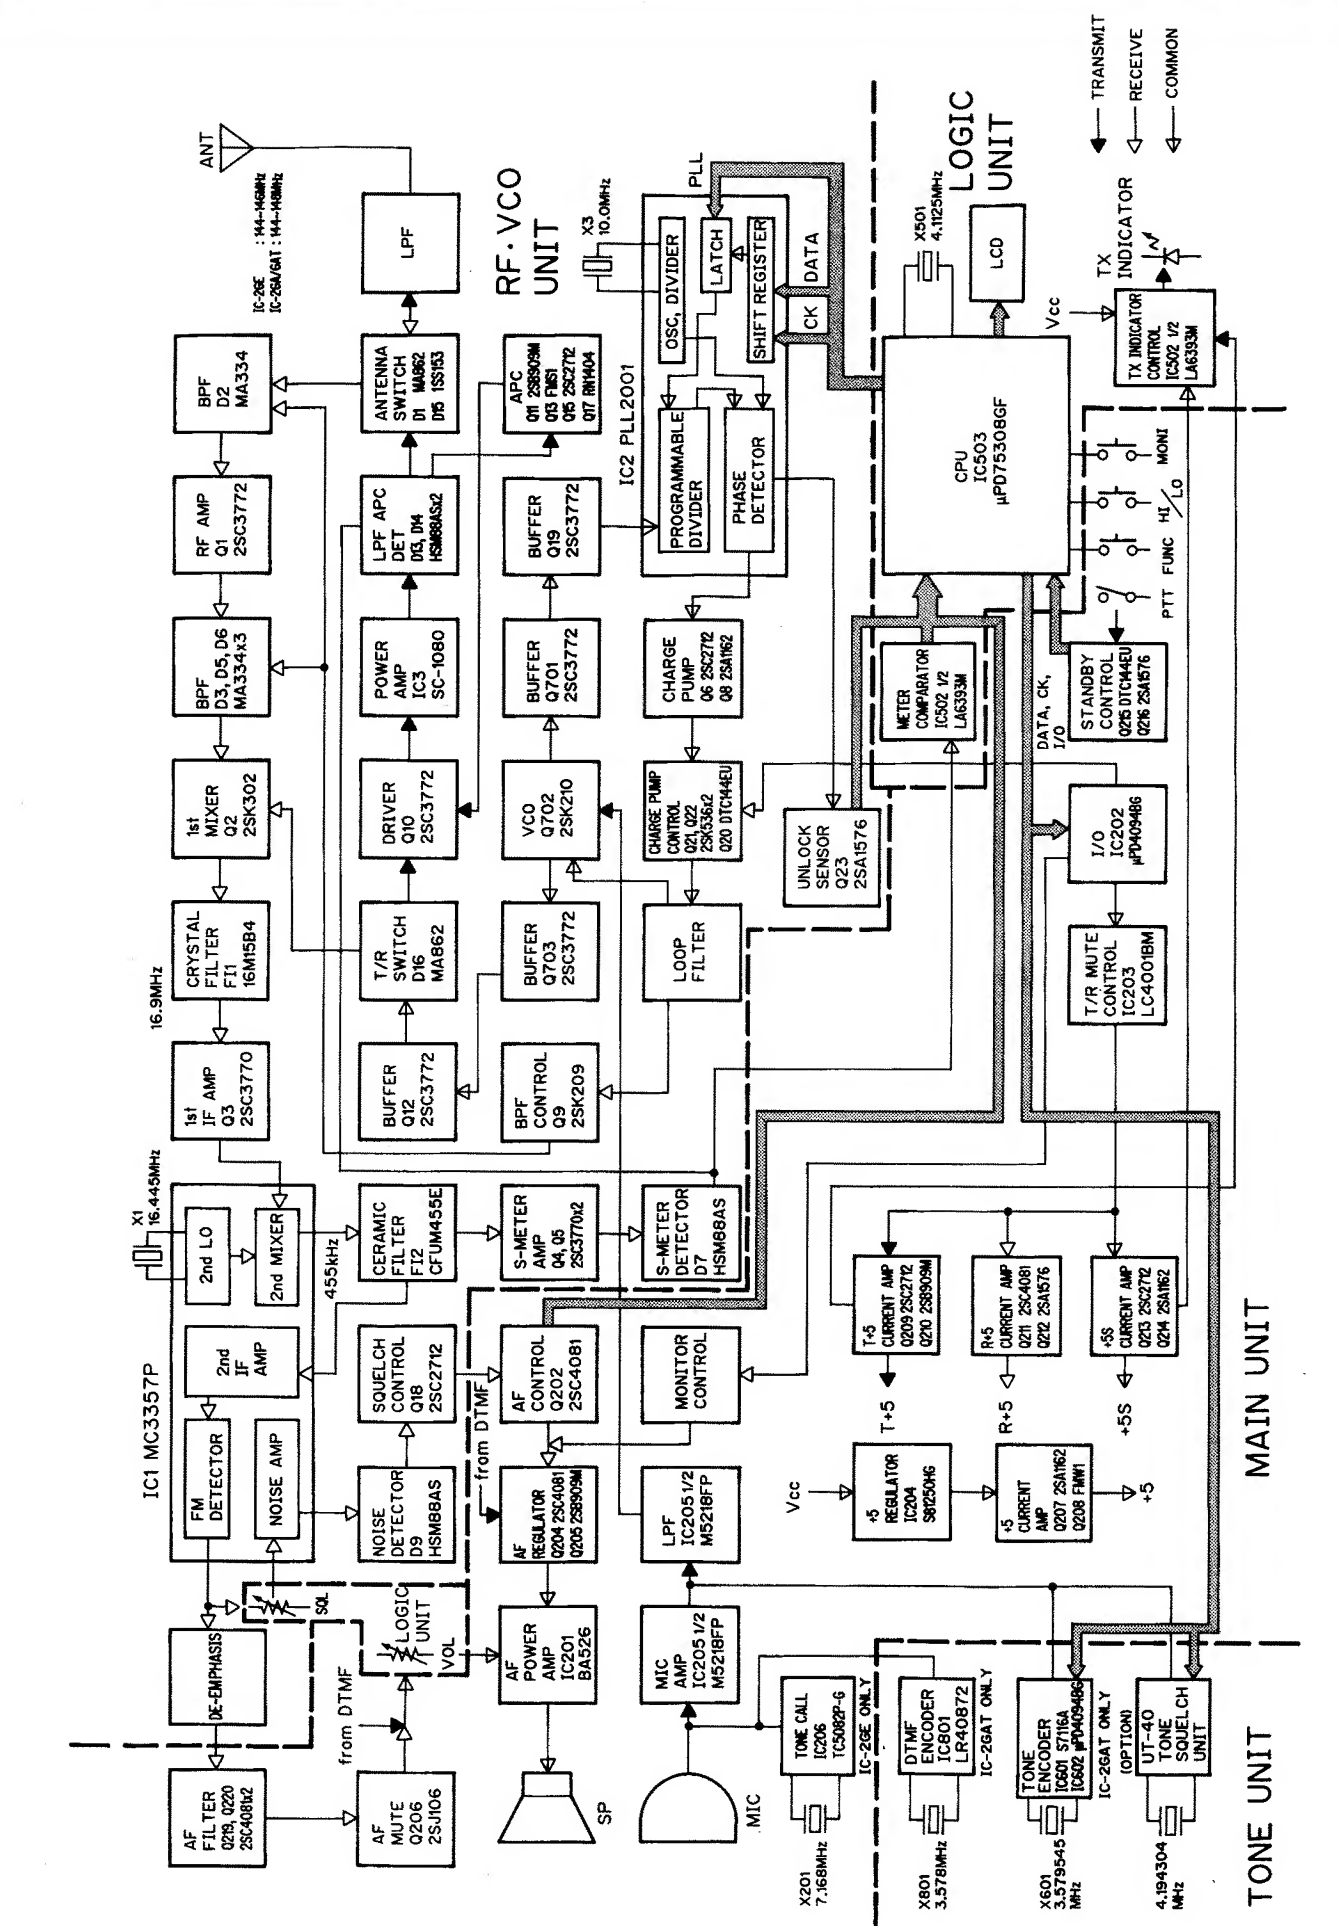 ANT
IC-2GE : 144~146MHz
IC-2GA/GAT : 144~148MHz
TRANSMIT
RECEIVE
COMMON
BPF
D2
MA334
RF AMP
Q1
2SC3772
BPF
D3, D5, D6
MA334x3
1st
MIXER
Q2
2SK302
CRYSTAL
FILTER
FI1
16M15B4
16.9MHz
1st
IF AMP
Q3
2SC3770
X1
16.445MHz
2nd LO
2nd MIXER
455kHz
2nd
IF AMP
IC1 MC3357P
FM
DETECTOR
NOISE AMP
DE-EMPHASIS
SQL
AF
FILTER
Q219, Q220
2SC4081x2
LPF
ANTENNA
SWITCH
D1 MA862
D15 1SS153
LPF APC
DET
D13, D14
HSM88ASx2
POWER
AMP
IC3
SC-1080
DRIVER
Q10
2SC3772
T/R
SWITCH
D16
MA862
BUFFER
Q12
2SC3772
CERAMIC
FILTER
FI2
CFUM455E
SQUELCH
CONTROL
Q18
2SC2712
NOISE
DETECTOR
D9
HSM88AS
LOGIC
UNIT
VOL
from DTMF
AF
MUTE
Q206
2SJ106
RF·VCO
UNIT
APC
Q11 2SB909M
Q13 FMS1
Q15 2SC2712
Q17 RN1404
BUFFER
Q19
2SC3772
BUFFER
Q701
2SC3772
VCO
Q702
2SK210
BUFFER
Q703
2SC3772
BPF
CONTROL
Q9
2SK209
S-METER
AMP
Q4, Q5
2SC3770x2
AF
CONTROL
Q202
2SC4081
from DTMF
AF
REGULATOR
Q204 2SC4081
Q205 2SB909M
AF
POWER
AMP
IC201
BA526
SP
X3
10.0MHz
PLL
IC2 PLL2001
OSC, DIVIDER
LATCH
SHIFT REGISTER
DATA
CK
PROGRAMMABLE
DIVIDER
PHASE
DETECTOR
CHARGE
PUMP
Q6 2SC2712
Q8 2SA1162
CHARGE PUMP
CONTROL
Q21, Q22
2SK536x2
Q20 DTC144EU
LOOP
FILTER
UNLOCK
SENSOR
Q23
2SA1576
S-METER
DETECTOR
D7
HSM88AS
MONITOR
CONTROL
LPF
IC205 1/2
M5218FP
MIC
AMP
IC205 1/2
M5218FP
MIC
LOGIC
UNIT
X501
4.1125MHz
LCD
CPU
IC503
µPD75308GF
METER
COMPARATOR
IC502 1/2
LA6393M
Vcc
TX
INDICATOR
TX INDICATOR
CONTROL
IC502 1/2
LA6393M
MONI
HI/LO
FUNC
PTT
STANDBY
CONTROL
Q215 DTC144EU
Q216 2SA1576
DATA, CK,
I/O
I/O
IC202
µPD4094BG
T/R MUTE
CONTROL
IC203
LC4001BM
T+5
CURRENT AMP
Q209 2SC2712
Q210 2SB909M
R+5
CURRENT AMP
Q211 2SC4081
Q212 2SA1576
+5S
CURRENT AMP
Q213 2SC2712
Q214 2SA1162
T+5
R+5
+5S
Vcc
+5
REGULATOR
IC204
S81250HG
+5
CURRENT
AMP
Q207 2SA1162
Q208 FMW1
+5
MAIN UNIT
TONE CALL
IC206
TC5082P-G
IC-2GE ONLY
X201
7.168MHz
DTMF
ENCODER
IC801
LR40872
IC-2GAT ONLY
X801
3.578MHz
TONE
ENCODER
IC601 S7116A
IC602 µPD4094BG
IC-2GAT ONLY
X601
3.579545
MHz
(OPTION)
UT-40
TONE
SQUELCH
UNIT
4.194304
MHz
TONE UNIT